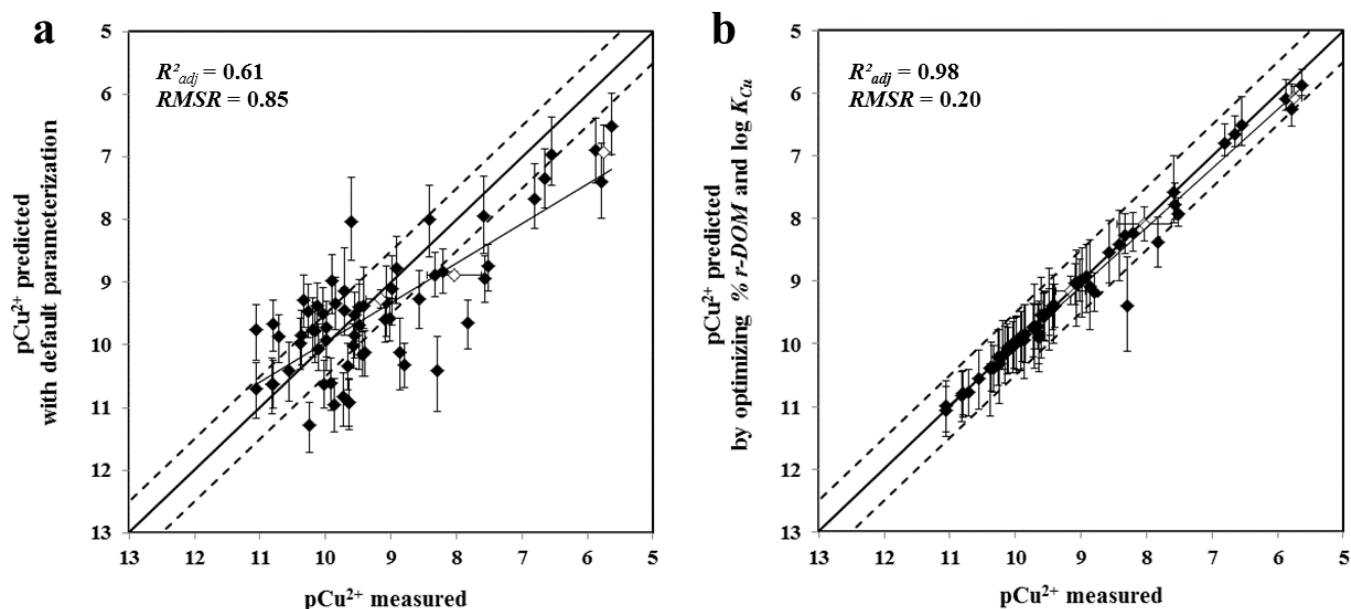 a
R²adj = 0.61
RMSR = 0.85
pCu²⁺ predicted
with default parameterization
5
6
7
8
9
10
11
12
13
13 12 11 10 9 8 7 6 5
pCu²⁺ measured
b
R²adj = 0.98
RMSR = 0.20
pCu²⁺ predicted
by optimizing % r-DOM and log KCu
5
6
7
8
9
10
11
12
13
13 12 11 10 9 8 7 6 5
pCu²⁺ measured